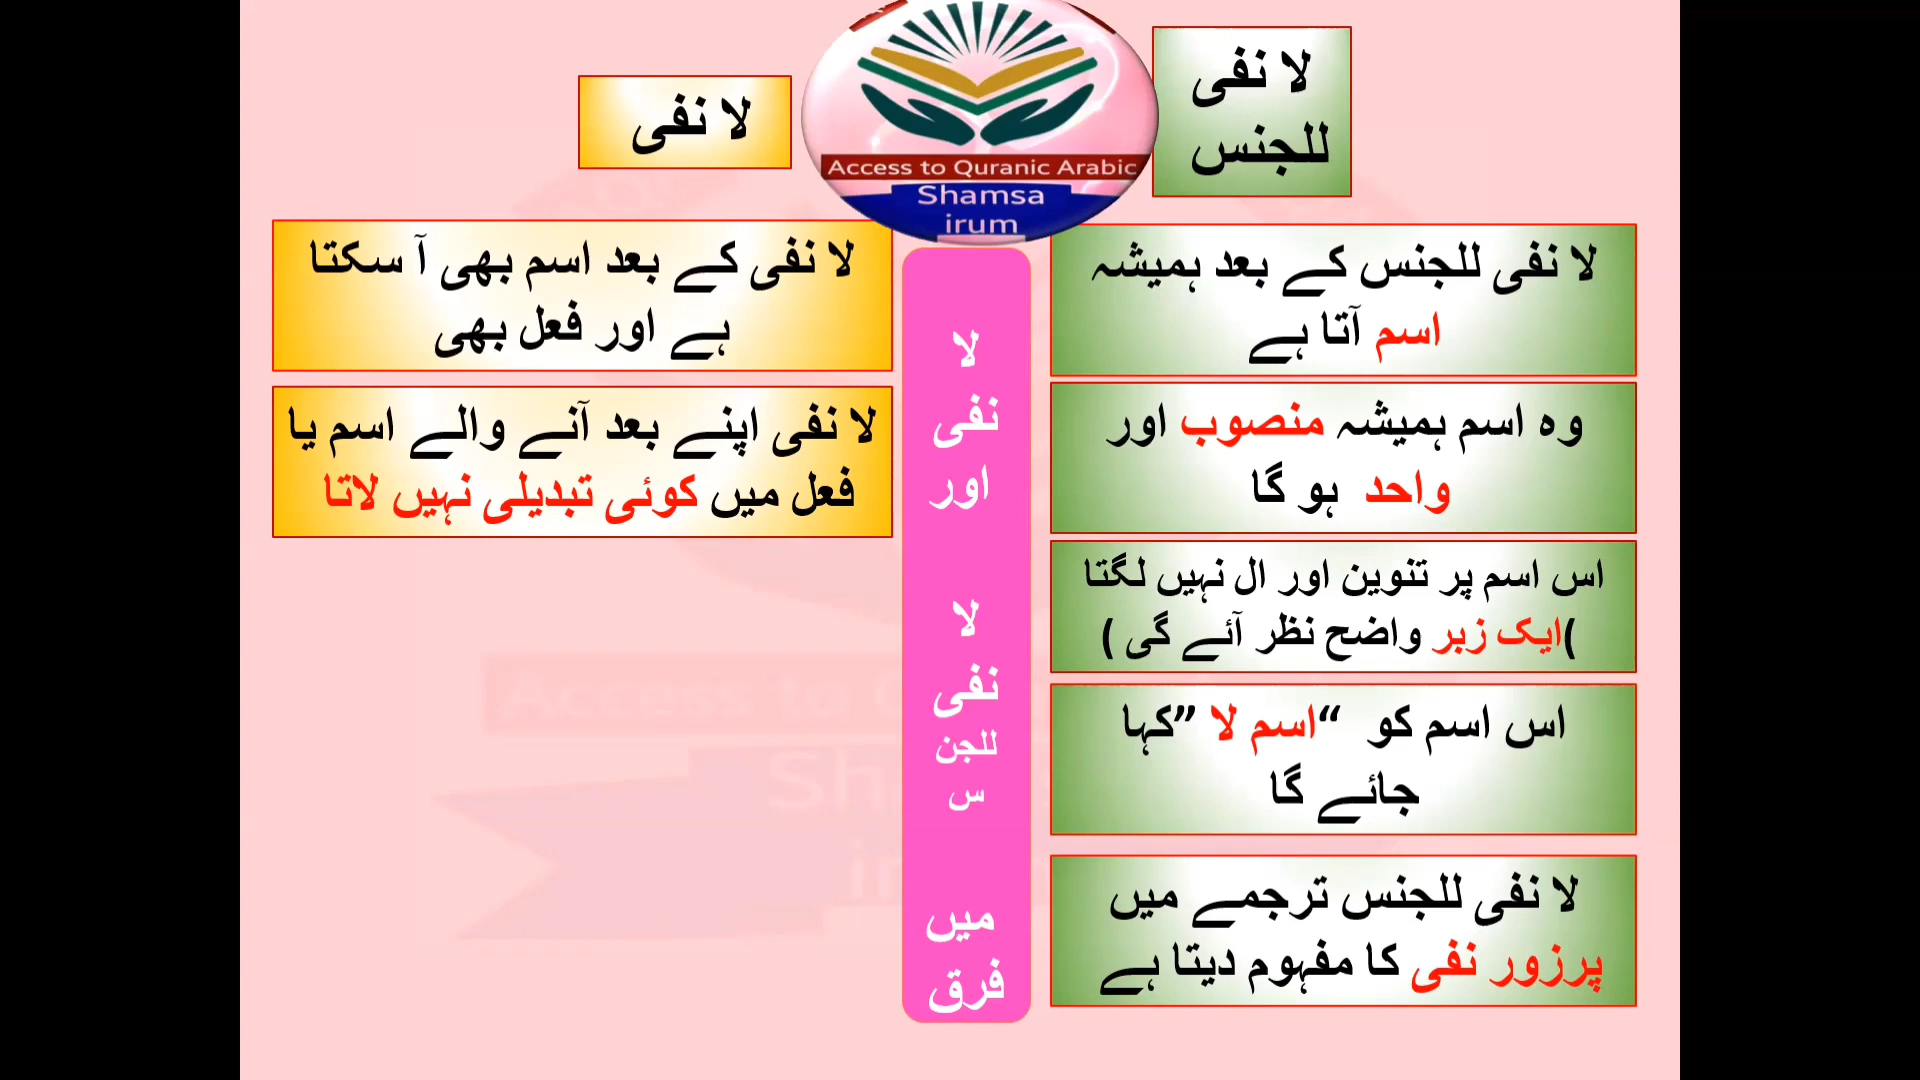 لا نفی للجنس
لا نفی
Access to Quranic Arabic
Shamsa
irum
لا نفی اور لا نفی للجنس میں فرق
لا نفی للجنس کے بعد ہمیشہ
اسم آتا ہے
وہ اسم ہمیشہ منصوب اور
واحد ہو گا
اس اسم پر تنوین اور ال نہیں لگتا
)ایک زبر واضح نظر آئے گی )
اس اسم کو “اسم لا ”کہا
جائے گا
لا نفی للجنس ترجمے میں
پرزور نفی کا مفہوم دیتا ہے
لا نفی کے بعد اسم بھی آ سکتا
ہے اور فعل بھی
لا نفی اپنے بعد آنے والے اسم یا
فعل میں کوئی تبدیلی نہیں لاتا